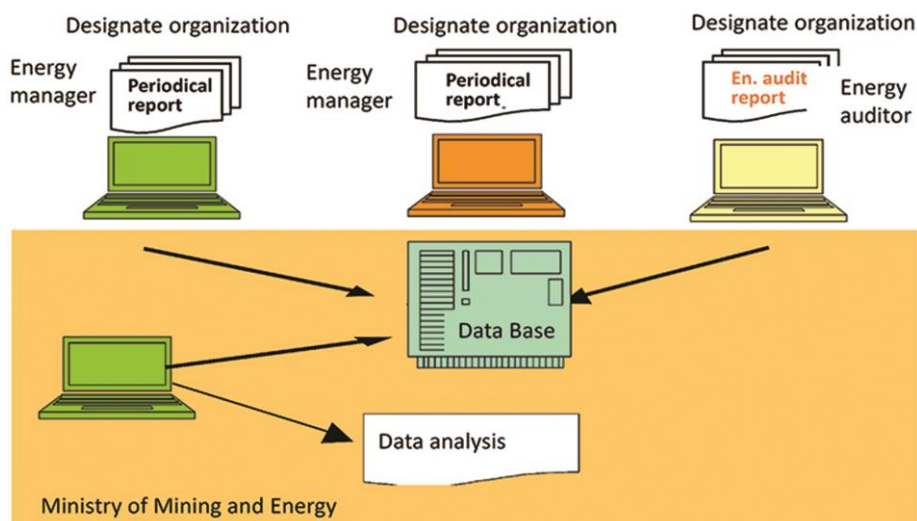 Designate organization
Designate organization
Designate organization
Energy
manager
Periodical
report
Energy
manager
Periodical
report
En. audit
report
Energy
auditor
Data Base
Data analysis
Ministry of Mining and Energy